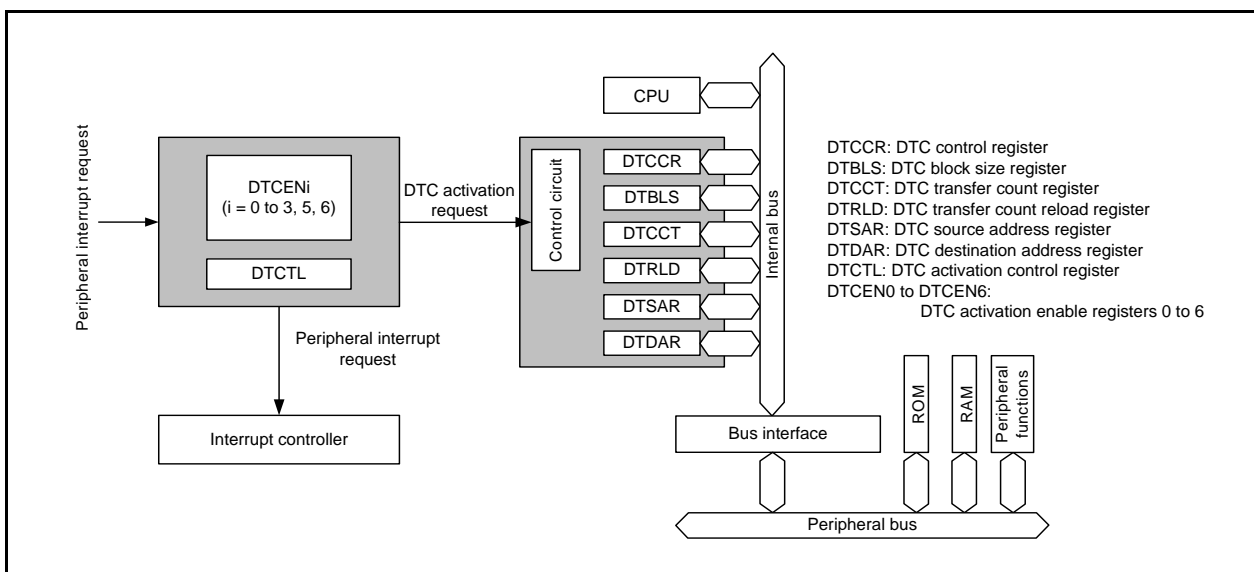 Peripheral interrupt request
DTCENi
(i = 0 to 3, 5, 6)
DTCTL
DTC activation
request
Peripheral interrupt
request
Interrupt controller
CPU
Control circuit
DTCCR
DTBLS
DTCCT
DTRLD
DTSAR
DTDAR
Internal bus
DTCCR: DTC control register
DTBLS: DTC block size register
DTCCT: DTC transfer count register
DTRLD: DTC transfer count reload register
DTSAR: DTC source address register
DTDAR: DTC destination address register
DTCTL: DTC activation control register
DTCEN0 to DTCEN6:
DTC activation enable registers 0 to 6
Bus interface
ROM
RAM
Peripheral
functions
Peripheral bus